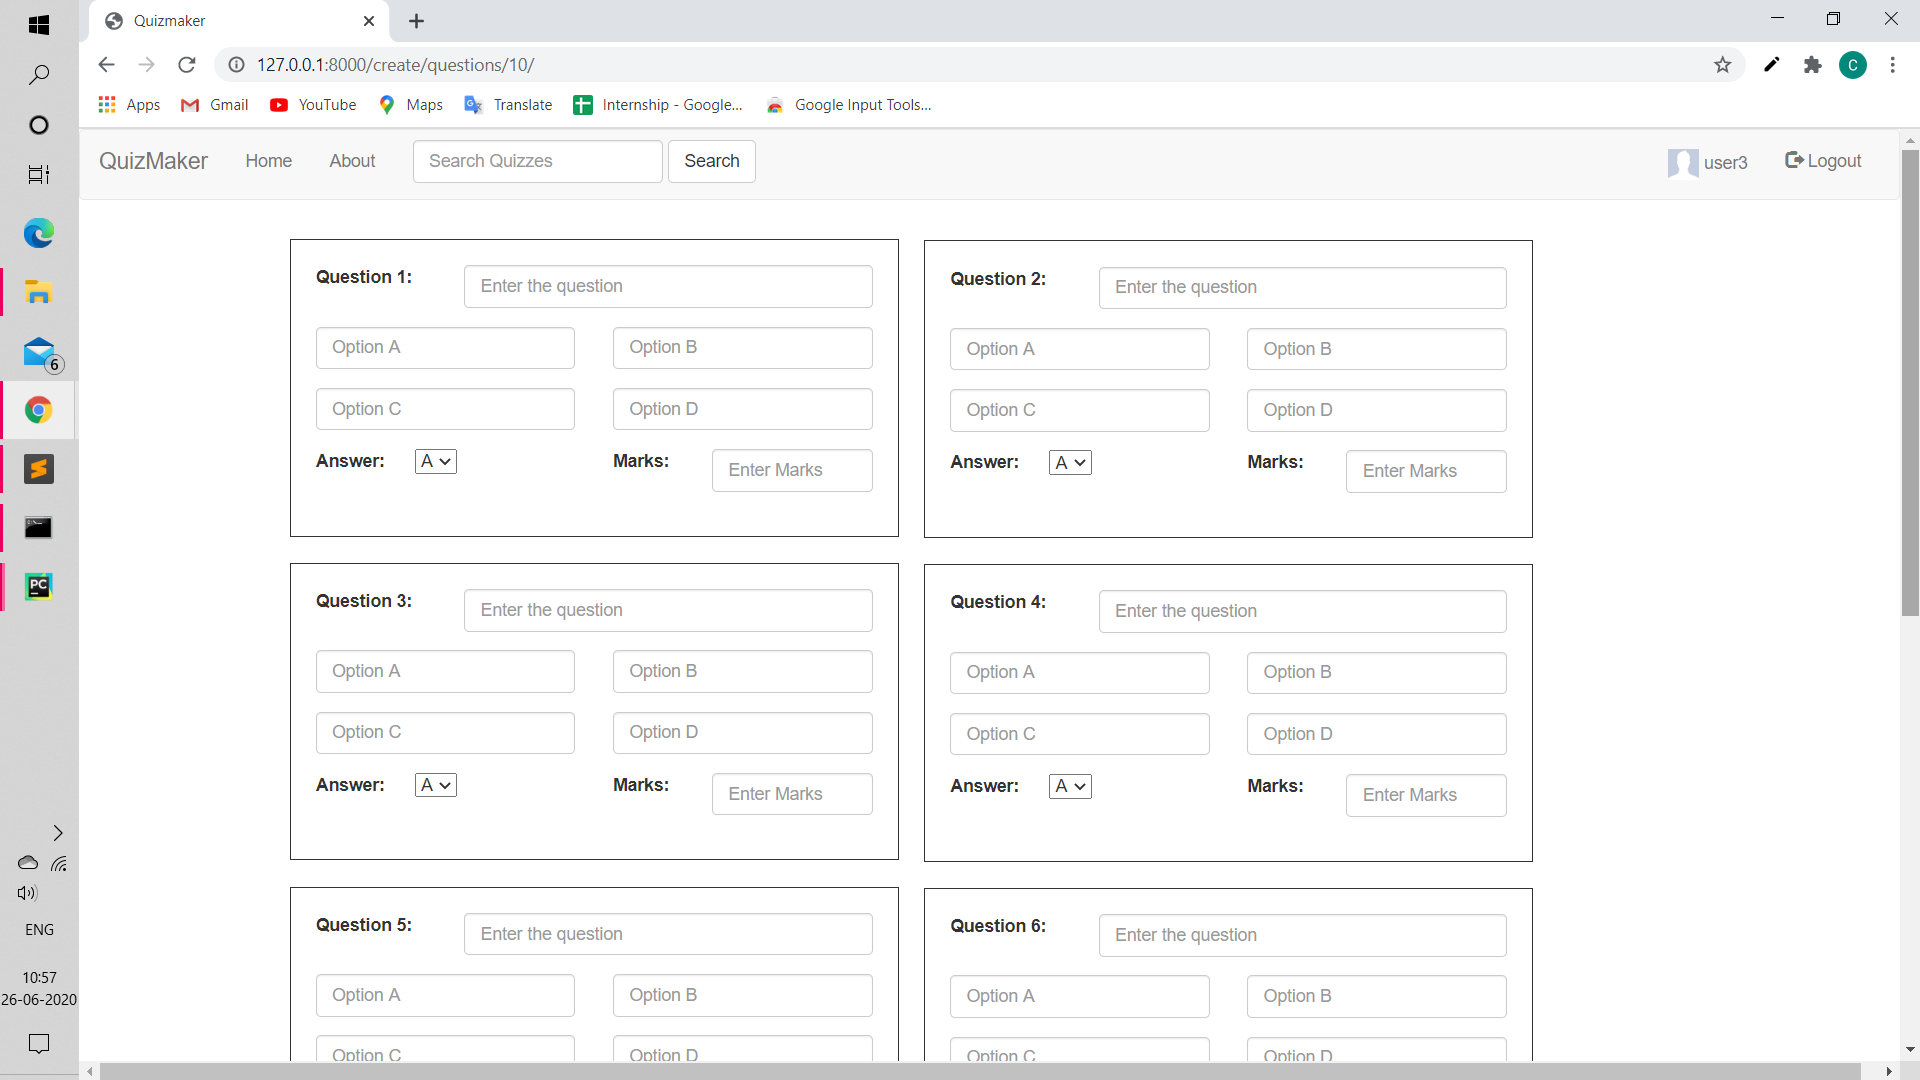 Quizmaker
127.0.0.1:8000/create/questions/10/
C
Apps Gmail YouTube Maps Translate Internship - Google... Google Input Tools...
QuizMaker Home About Search Quizzes Search user3 Logout
Question 1: Enter the question
Option A Option B
Option C Option D
Answer: A Marks: Enter Marks
Question 2: Enter the question
Option A Option B
Option C Option D
Answer: A Marks: Enter Marks
Question 3: Enter the question
Option A Option B
Option C Option D
Answer: A Marks: Enter Marks
Question 4: Enter the question
Option A Option B
Option C Option D
Answer: A Marks: Enter Marks
Question 5: Enter the question
Option A Option B
Option C Option D
Question 6: Enter the question
Option A Option B
Option C Option D
6
PC
ENG
10:57
26-06-2020